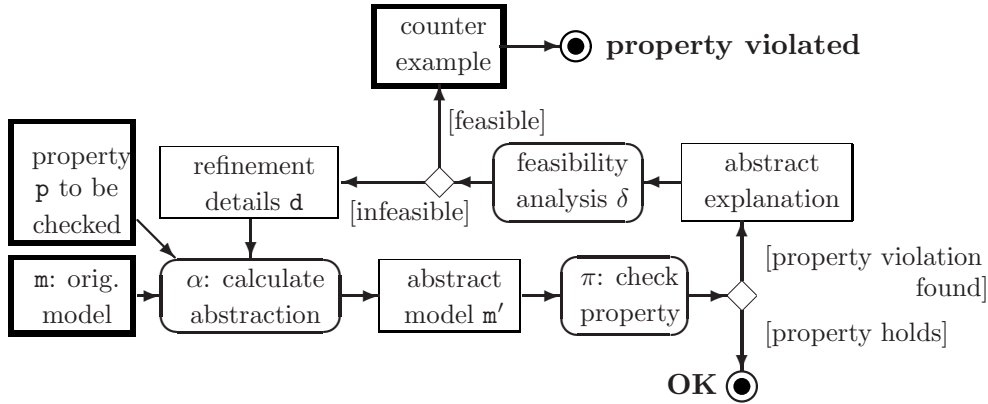 counter
example
property violated
[feasible]
property
p to be
checked
refinement
details d
[infeasible]
feasibility
analysis δ
abstract
explanation
m: orig.
model
α: calculate
abstraction
abstract
model m′
π: check
property
[property violation
found]
[property holds]
OK